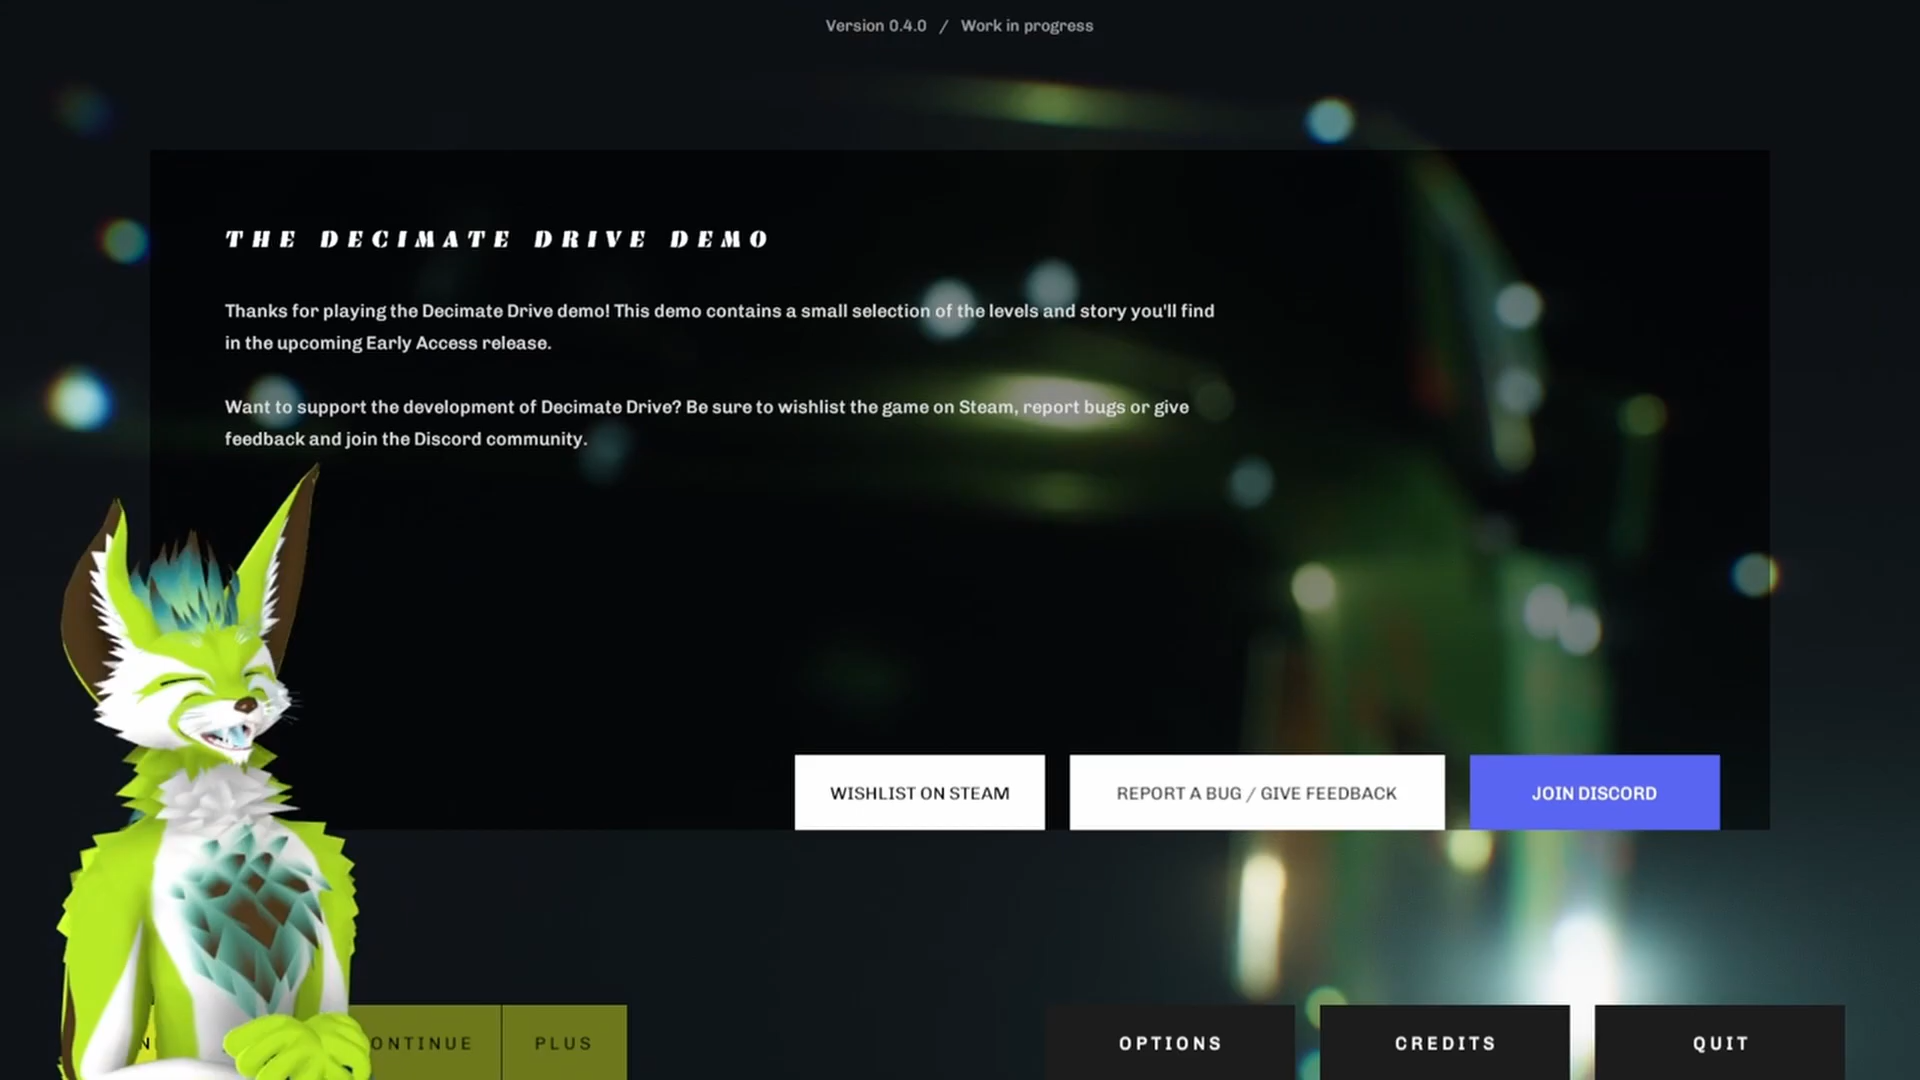 Version 0.4.0 / Work in progress
THE DECIMATE DRIVE DEMO
Thanks for playing the Decimate Drive demo! This demo contains a small selection of the levels and story you'll find
in the upcoming Early Access release.
Want to support the development of Decimate Drive? Be sure to wishlist the game on Steam, report bugs or give
feedback and join the Discord community.
WISHLIST ON STEAM
REPORT A BUG / GIVE FEEDBACK
JOIN DISCORD
ONTINUE
PLUS
OPTIONS
CREDITS
QUIT